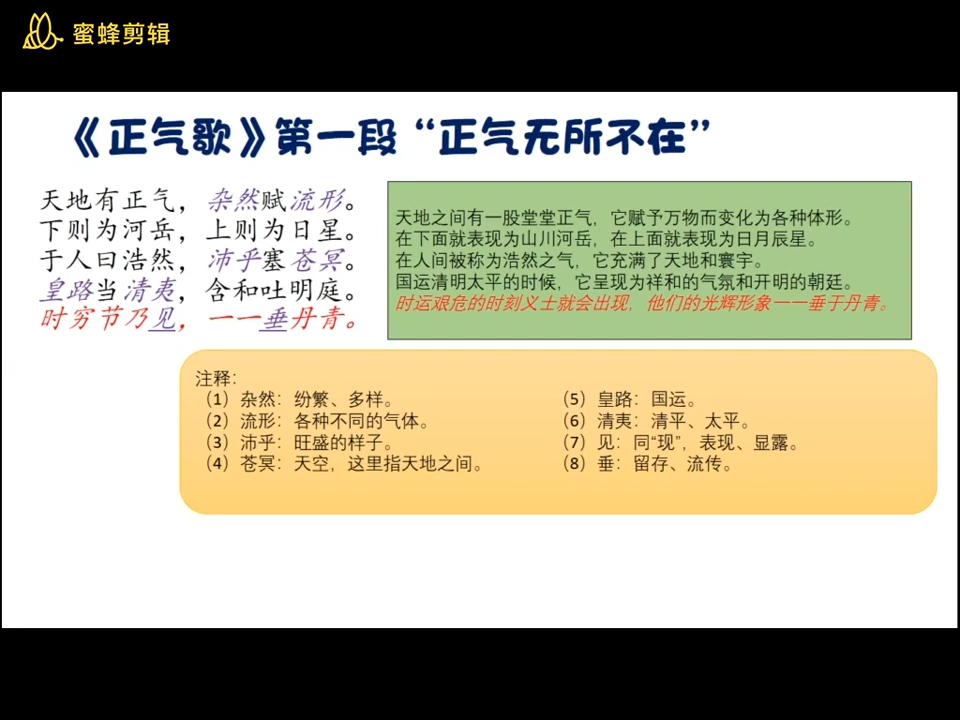 蜜蜂剪辑
《正气歌》第一段“正气无所不在”
天地有正气，杂然赋流形。
下则为河岳，上则为日星。
于人曰浩然，沛乎塞苍冥。
皇路当清夷，含和吐明庭。
时穷节乃见，一一垂丹青。
天地之间有一股堂堂正气，它赋予万物而变化为各种体形。
在下面就表现为山川河岳，在上面就表现为日月辰星。
在人间被称为浩然之气，它充满了天地和寰宇。
国运清明太平的时候，它呈现为祥和的气氛和开明的朝廷。
时运艰危的时刻义士就会出现，他们的光辉形象一一垂于丹青。
注释：
（1）杂然：纷繁、多样。
（2）流形：各种不同的气体。
（3）沛乎：旺盛的样子。
（4）苍冥：天空，这里指天地之间。
（5）皇路：国运。
（6）清夷：清平、太平。
（7）见：同“现”，表现、显露。
（8）垂：留存、流传。